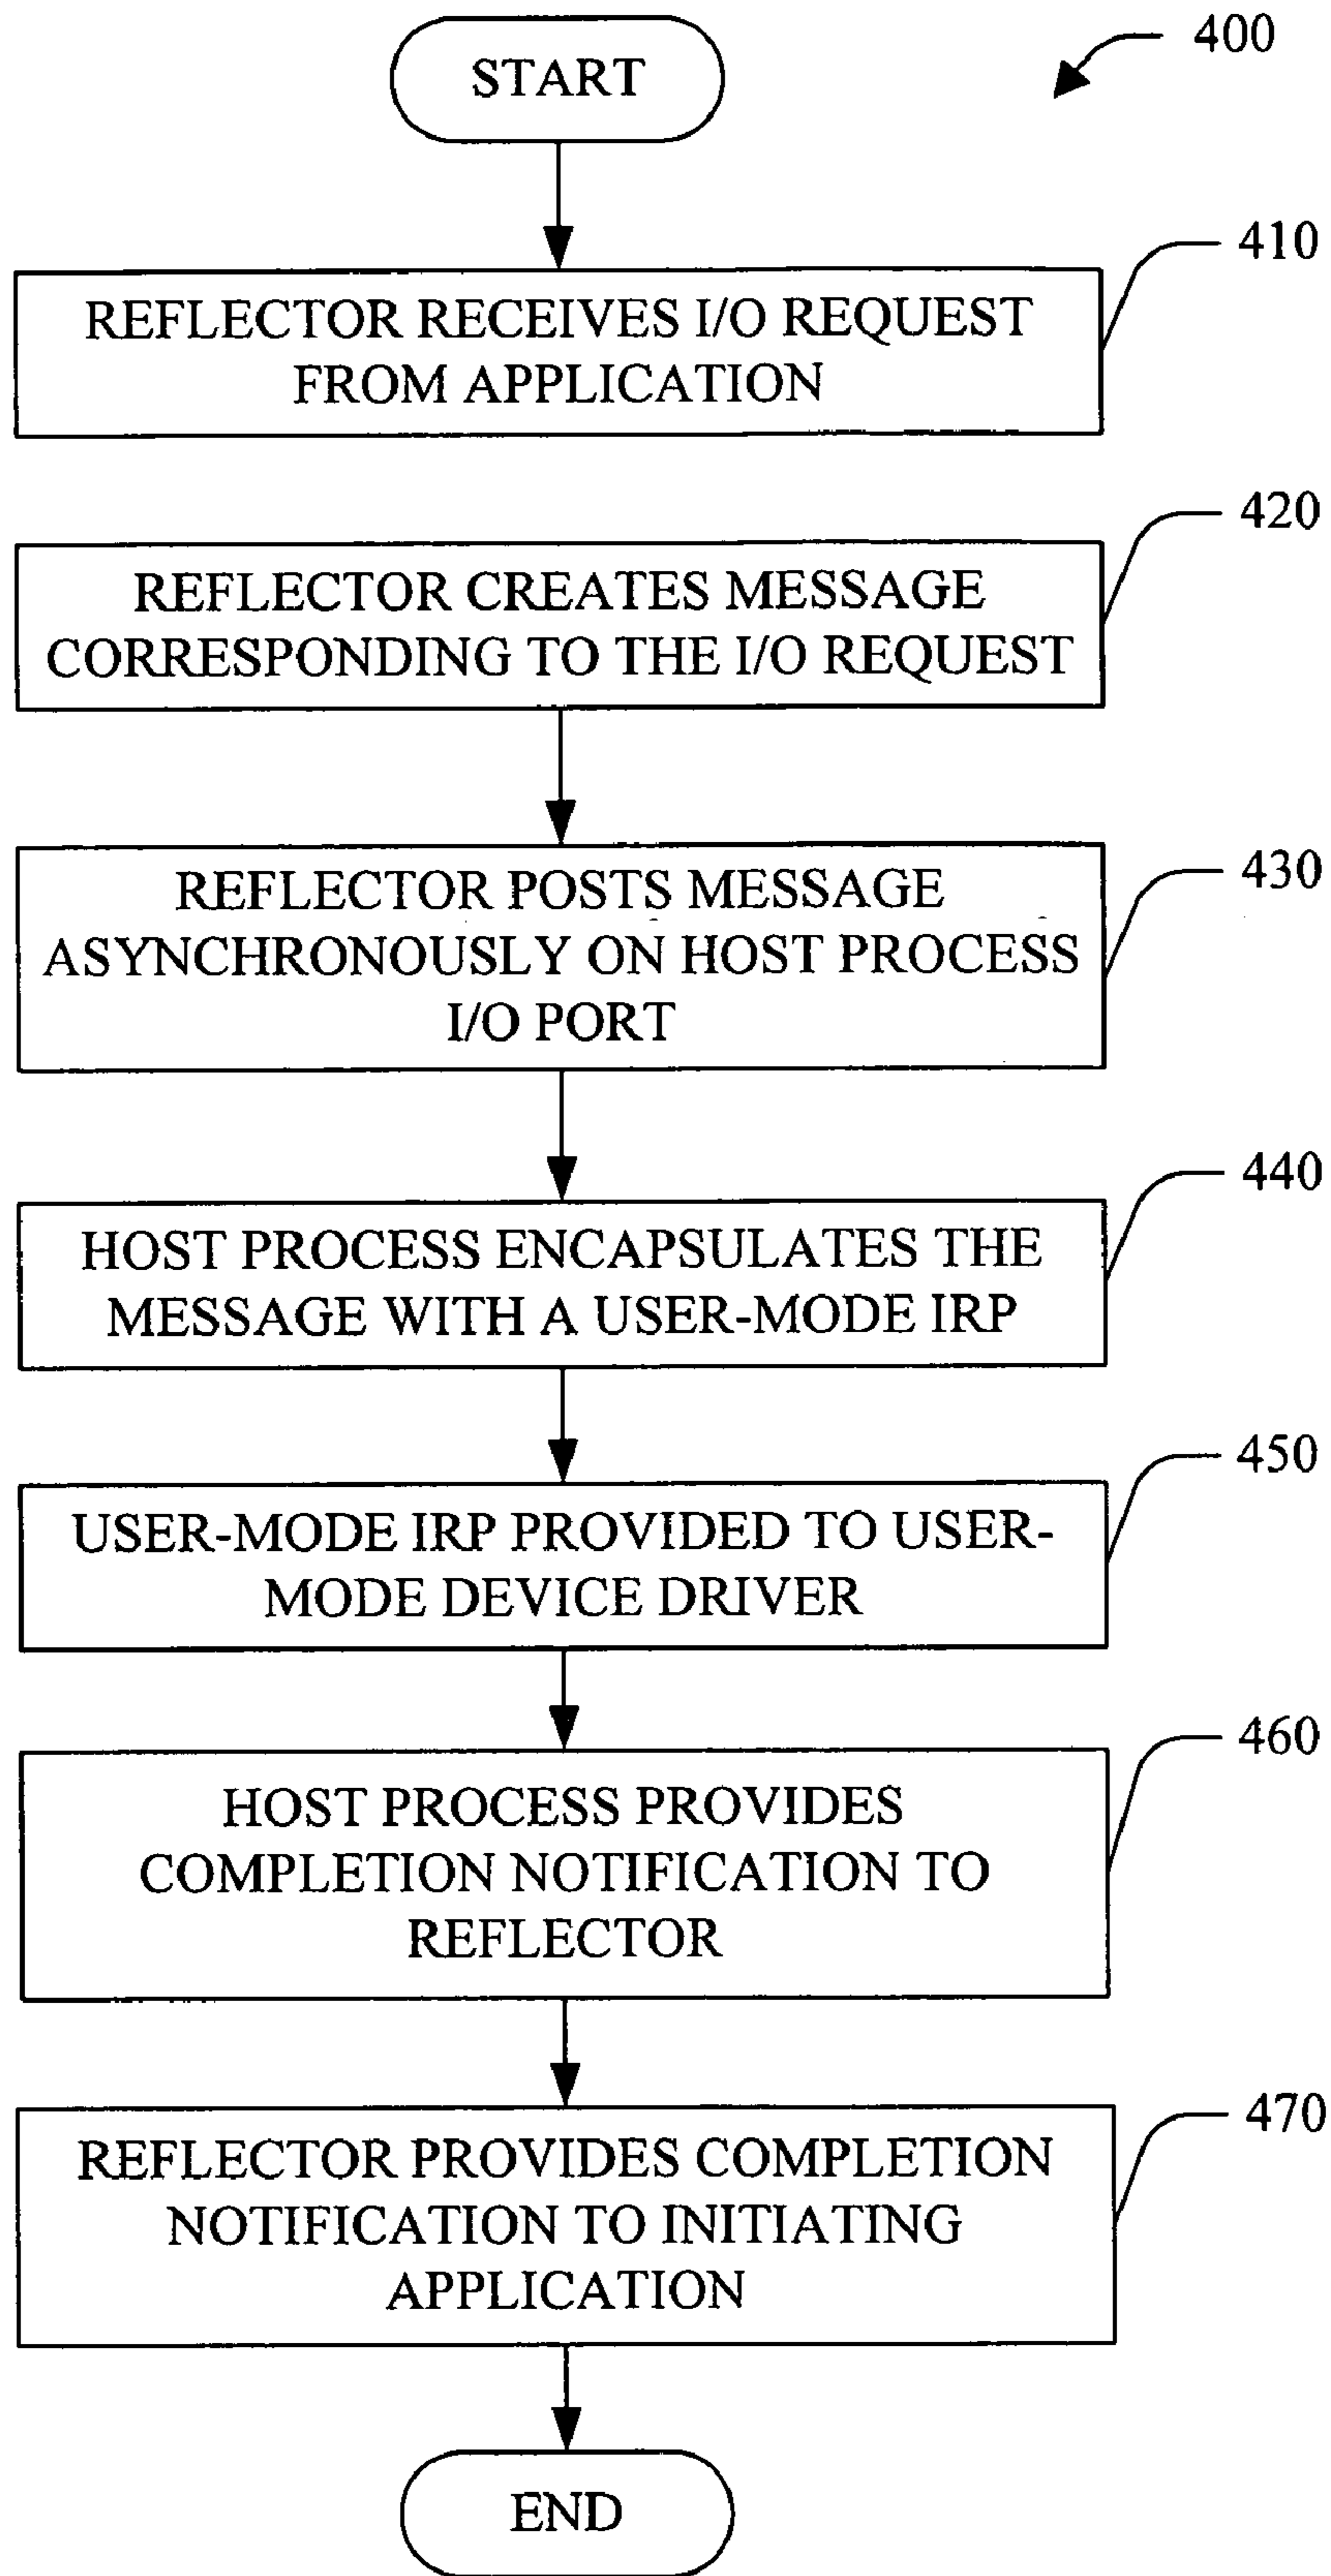 400
START
410
REFLECTOR RECEIVES I/O REQUEST
FROM APPLICATION
420
REFLECTOR CREATES MESSAGE
CORRESPONDING TO THE I/O REQUEST
430
REFLECTOR POSTS MESSAGE
ASYNCHRONOUSLY ON HOST PROCESS
I/O PORT
440
HOST PROCESS ENCAPSULATES THE
MESSAGE WITH A USER-MODE IRP
450
USER-MODE IRP PROVIDED TO USER-
MODE DEVICE DRIVER
460
HOST PROCESS PROVIDES
COMPLETION NOTIFICATION TO
REFLECTOR
470
REFLECTOR PROVIDES COMPLETION
NOTIFICATION TO INITIATING
APPLICATION
END